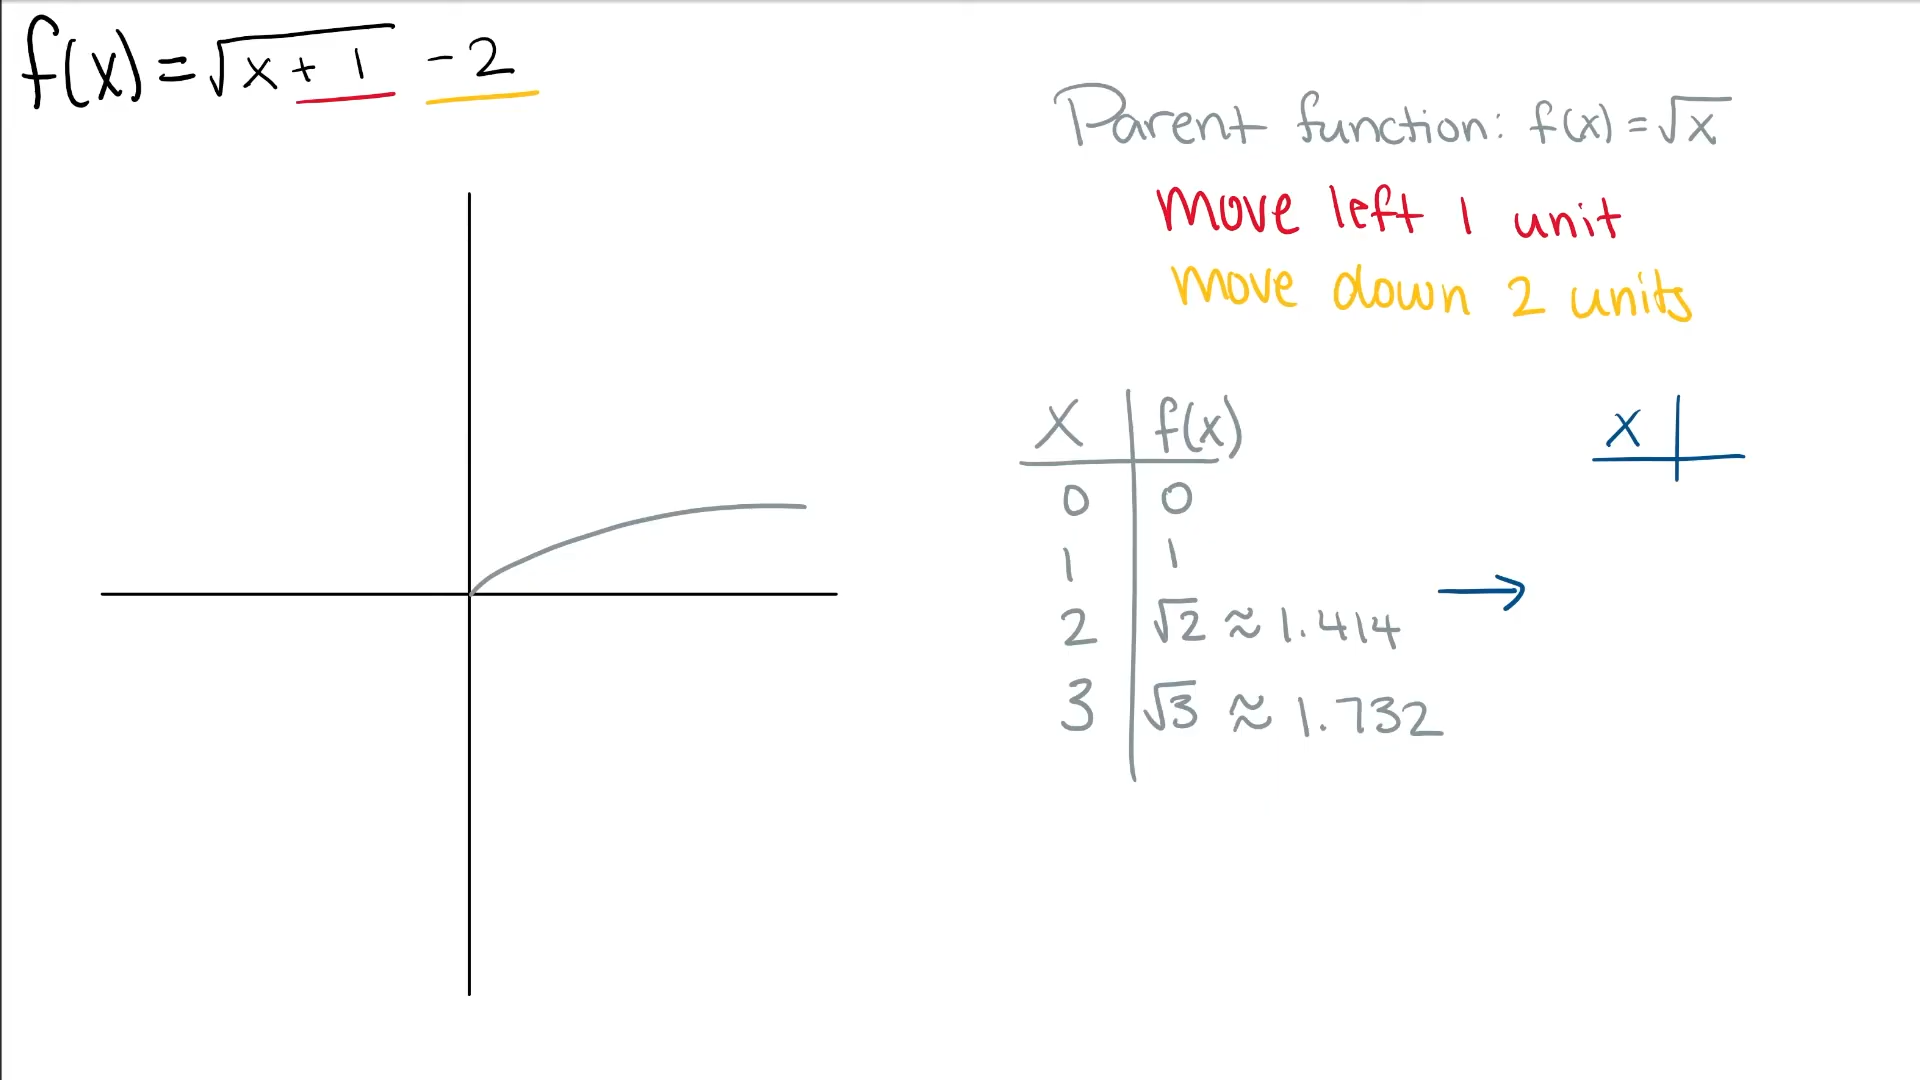 f(x) = √x + 1 - 2
Parent function: f(x) = √x
move left 1 unit
move down 2 units
x f(x)
0 0
1 1
2 √2 ≈ 1.414
3 √3 ≈ 1.732
→
x